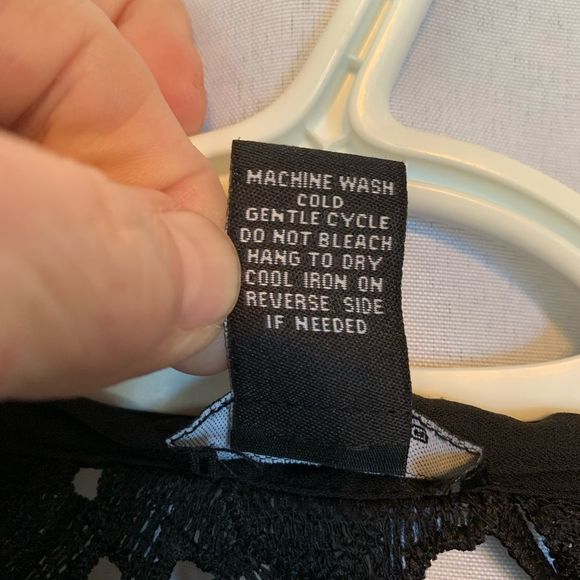 MACHINE WASH
COLD
GENTLE CYCLE
DO NOT BLEACH
HANG TO DRY
COOL IRON ON
REVERSE SIDE
IF NEEDED